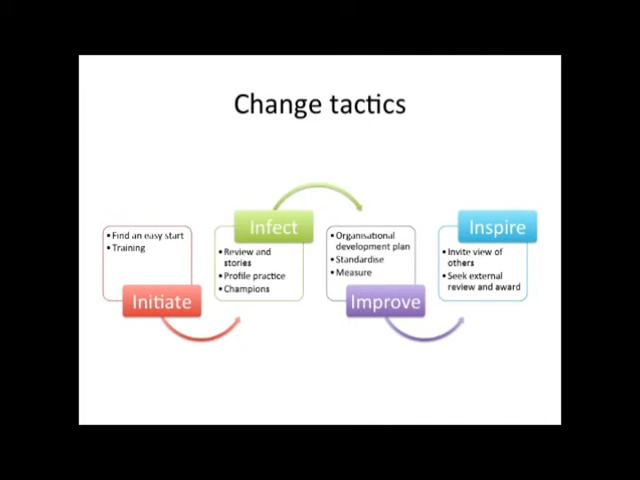 Change tactics
• Find an easy start
• Training
Initiate
Infect
• Review and
stories
• Profile practice
• Champions
• Organisational
development plan
• Standardise
• Measure
Improve
Inspire
• Invite view of
others
• Seek external
review and award